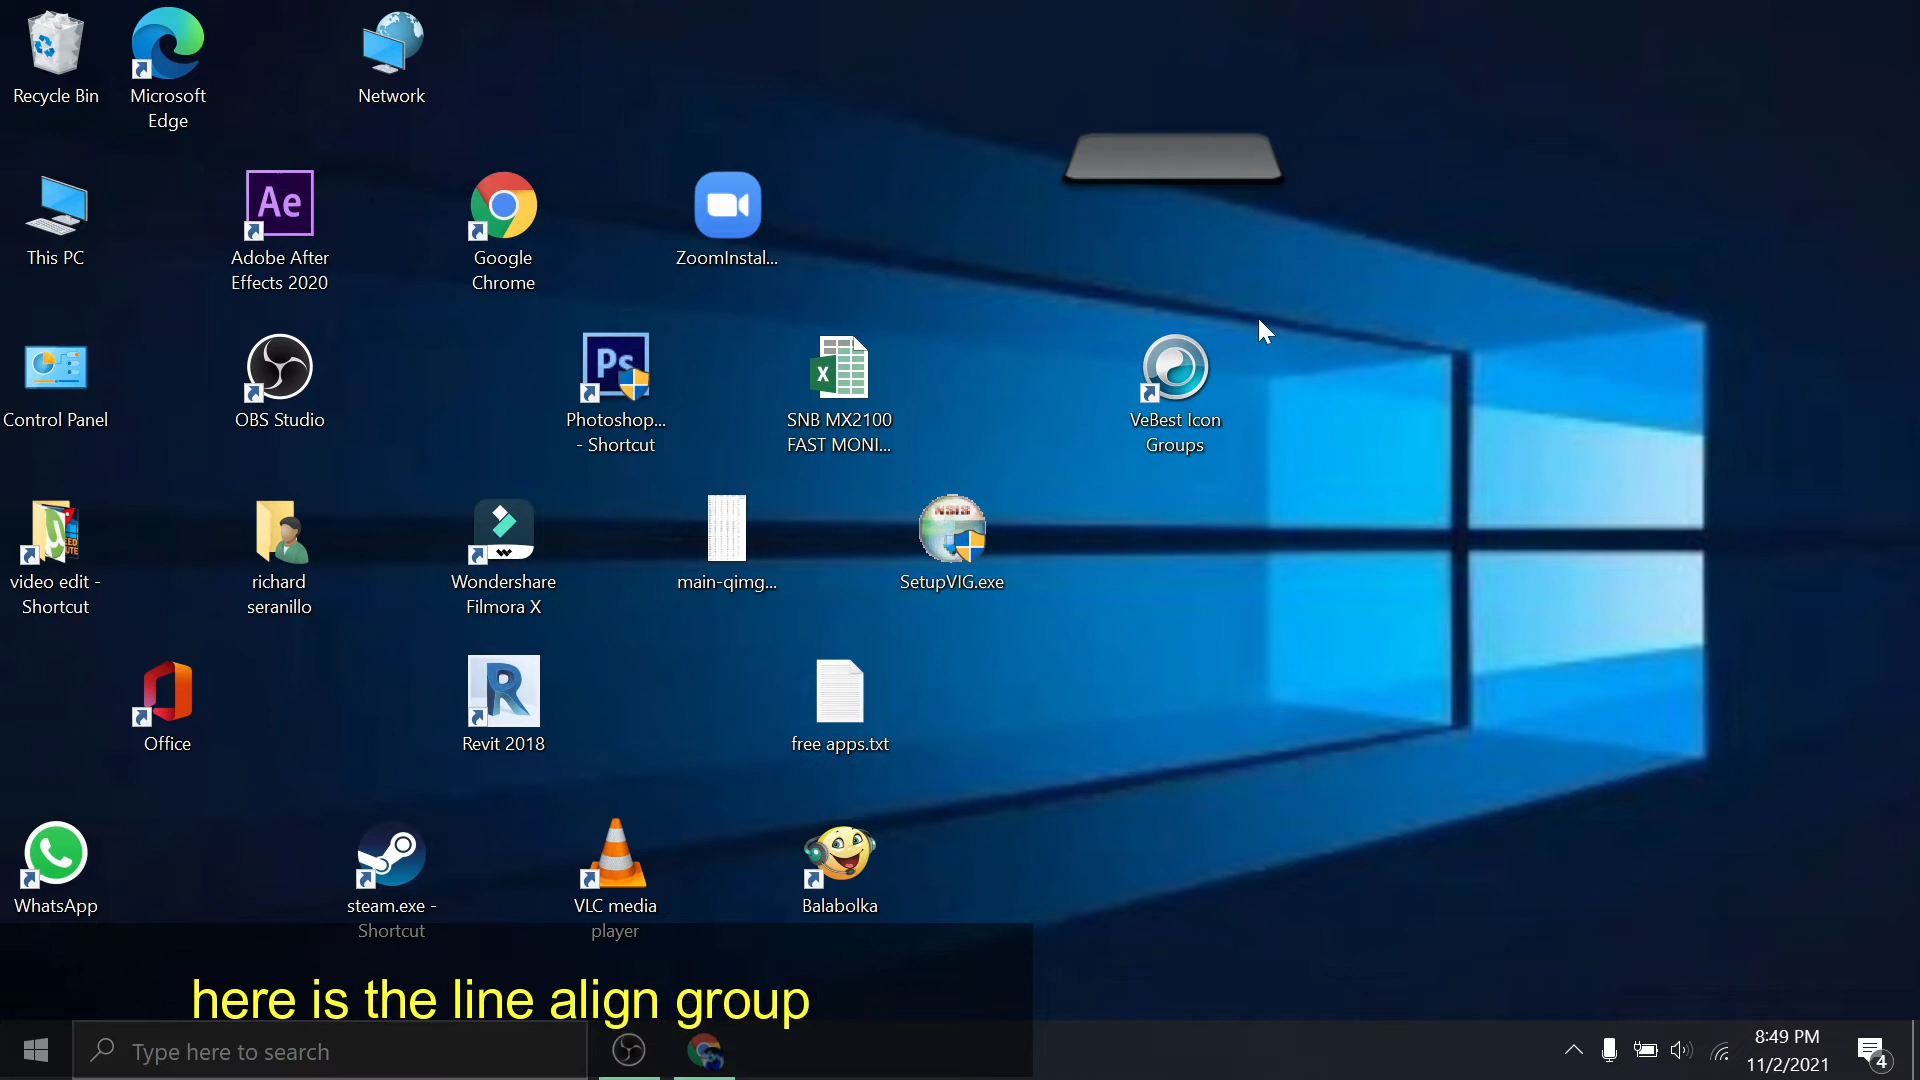 Recycle Bin
Microsoft
Edge
Network
This PC
Ae
Adobe After
Effects 2020
Google
Chrome
ZoomInstal...
Control Panel
OBS Studio
Ps
Photoshop...
- Shortcut
X
SNB MX2100
FAST MONI...
VeBest Icon
Groups
video edit -
Shortcut
richard
seranillo
Wondershare
Filmora X
main-qimg...
NSIS
SetupVIG.exe
Office
R
Revit 2018
free apps.txt
WhatsApp
steam.exe -
Shortcut
VLC media
player
Balabolka
here is the line align group
Type here to search
8:49 PM
11/2/2021
4